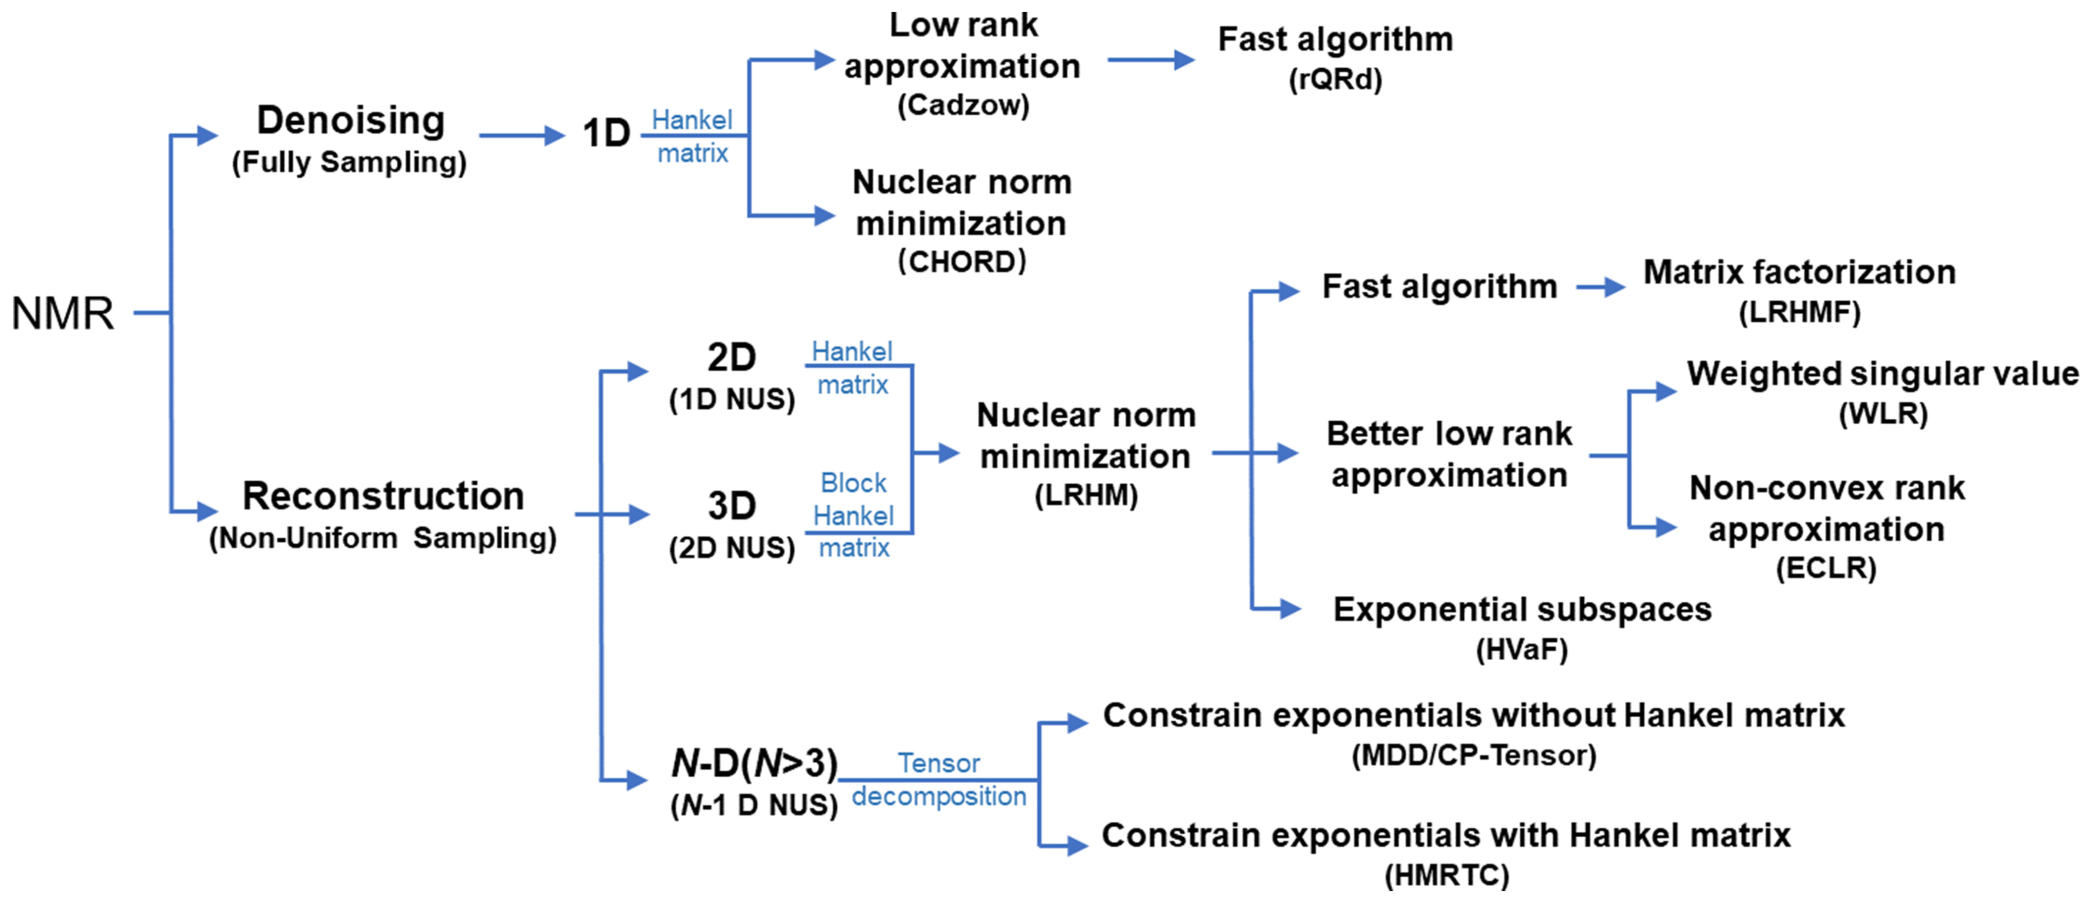 NMR
Denoising
(Fully Sampling)
1D
Hankel
matrix
Low rank
approximation
(Cadzow)
Fast algorithm
(rQRd)
Nuclear norm
minimization
(CHORD)
Reconstruction
(Non-Uniform Sampling)
2D
(1D NUS)
Hankel
matrix
3D
(2D NUS)
Block
Hankel
matrix
Nuclear norm
minimization
(LRHM)
Fast algorithm
Matrix factorization
(LRHMF)
Better low rank
approximation
Weighted singular value
(WLR)
Non-convex rank
approximation
(ECLR)
Exponential subspaces
(HVaF)
N-D(N>3)
(N-1 D NUS)
Tensor
decomposition
Constrain exponentials without Hankel matrix
(MDD/CP-Tensor)
Constrain exponentials with Hankel matrix
(HMRTC)